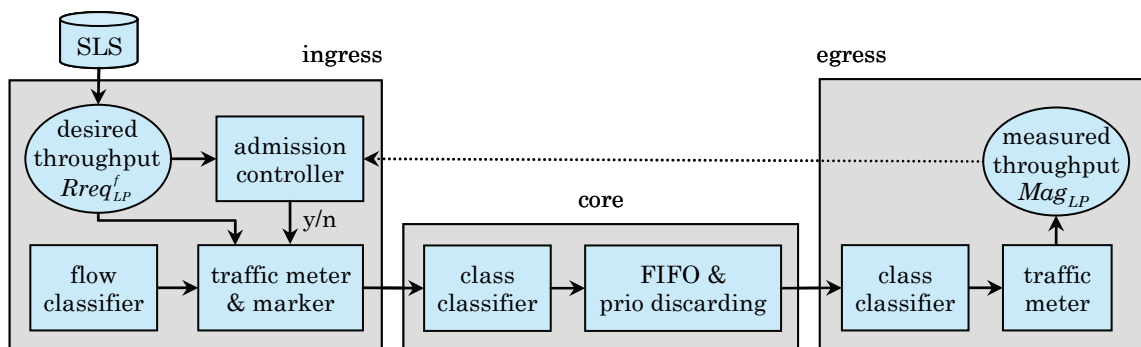 SLS
ingress
egress
desired
throughput
Rreq^f_LP
admission
controller
measured
throughput
Mag_LP
y/n
core
flow
classifier
traffic meter
& marker
class
classifier
FIFO &
prio discarding
class
classifier
traffic
meter